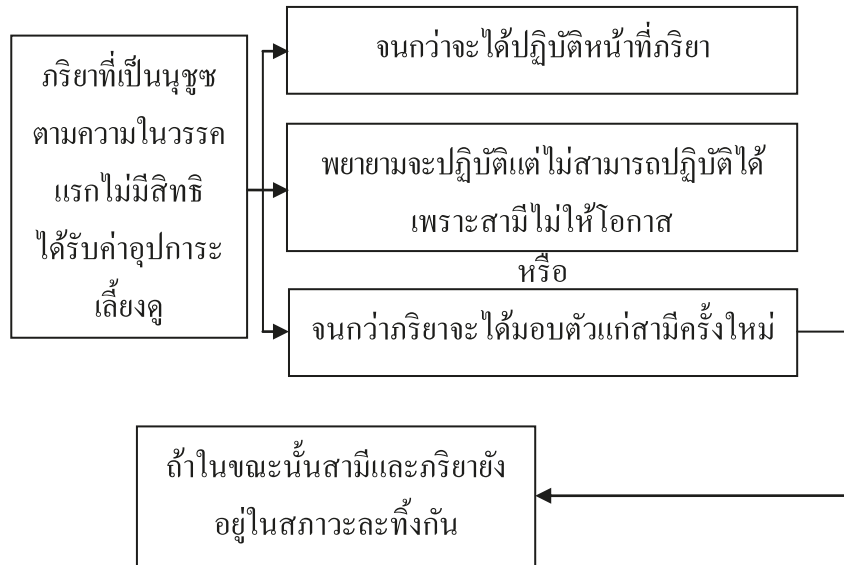 ภริยาที่เป็นนุชูซ
ตามความในวรรค
แรกไม่มีสิทธิ
ได้รับค่าอุปการะ
เลี้ยงดู
จนกว่าจะได้ปฏิบัติหน้าที่ภริยา
พยายามจะปฏิบัติแต่ไม่สามารถปฏิบัติได้
เพราะสามีไม่ให้โอกาส
หรือ
จนกว่าภริยาจะได้มอบตัวแก่สามีครั้งใหม่
ถ้าในขณะนั้นสามีและภริยายัง
อยู่ในสภาวะละทิ้งกัน